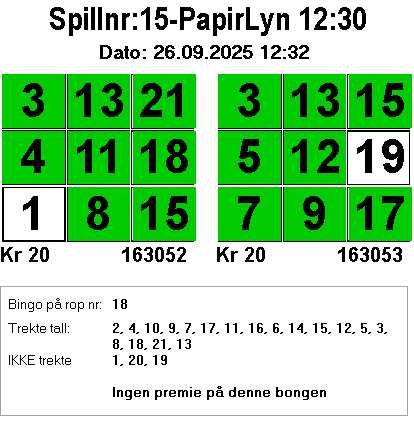 Spillnr:15-PapirLyn 12:30
Dato: 26.09.2025 12:32
3 13 21 3 13 15
4 11 18 5 12 19
1 8 15 7 9 17
Kr 20 163052 Kr 20 163053
Bingo på rop nr: 18
Trekte tall: 2, 4, 10, 9, 7, 17, 11, 16, 6, 14, 15, 12, 5, 3,
8, 18, 21, 13
IKKE trekte 1, 20, 19
Ingen premie på denne bongen